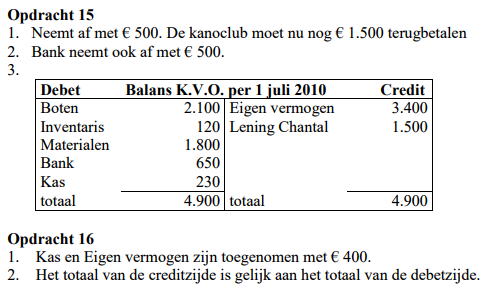 Opdracht 15
1. Neemt af met € 500. De kanoclub moet nu nog € 1.500 terugbetalen
2. Bank neemt ook af met € 500.
3.
Debet Balans K.V.O. per 1 juli 2010 Credit
Boten 2.100 Eigen vermogen 3.400
Inventaris 120 Lening Chantal 1.500
Materialen 1.800
Bank 650
Kas 230
totaal 4.900 totaal 4.900
Opdracht 16
1. Kas en Eigen vermogen zijn toegenomen met € 400.
2. Het totaal van de creditzijde is gelijk aan het totaal van de debetzijde.